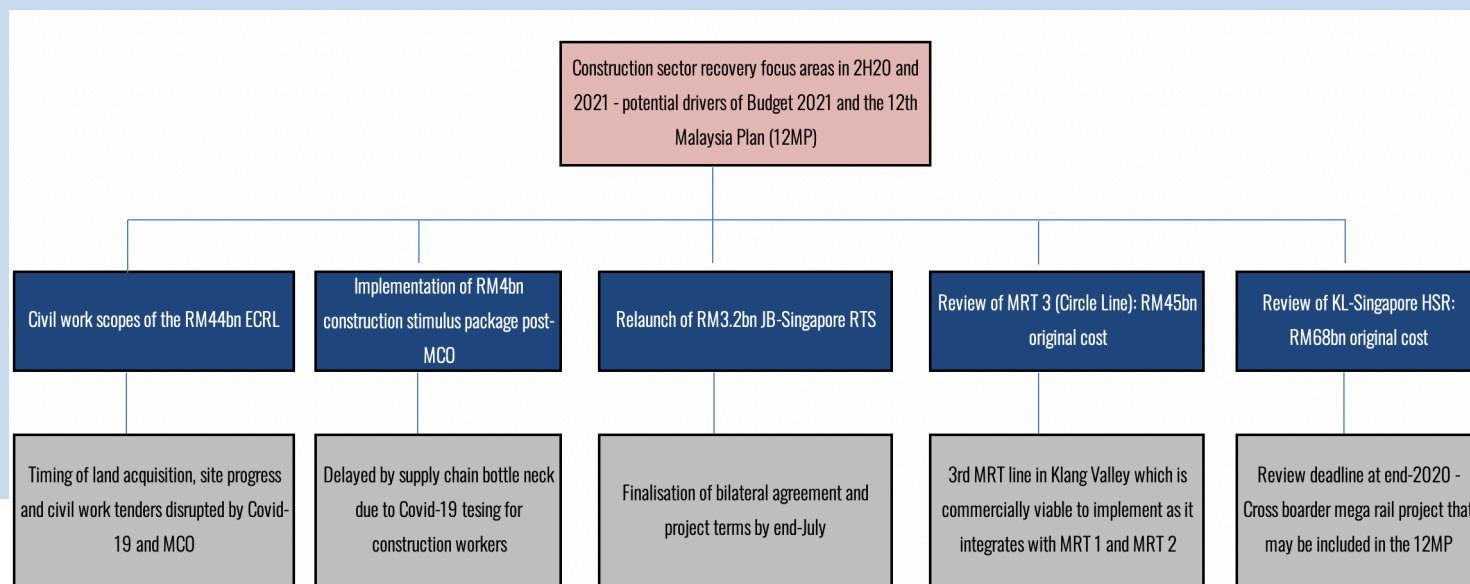 Construction sector recovery focus areas in 2H20 and
2021 - potential drivers of Budget 2021 and the 12th
Malaysia Plan (12MP)
Civil work scopes of the RM44bn ECRL
Implementation of RM4bn
construction stimulus package post-
MCO
Relaunch of RM3.2bn JB-Singapore RTS
Review of MRT 3 (Circle Line): RM45bn
original cost
Review of KL-Singapore HSR:
RM68bn original cost
Timing of land acquisition, site progress
and civil work tenders disrupted by Covid-
19 and MCO
Delayed by supply chain bottle neck
due to Covid-19 tesing for
construction workers
Finalisation of bilateral agreement and
project terms by end-July
3rd MRT line in Klang Valley which is
commercially viable to implement as it
integrates with MRT 1 and MRT 2
Review deadline at end-2020 -
Cross boarder mega rail project that
may be included in the 12MP